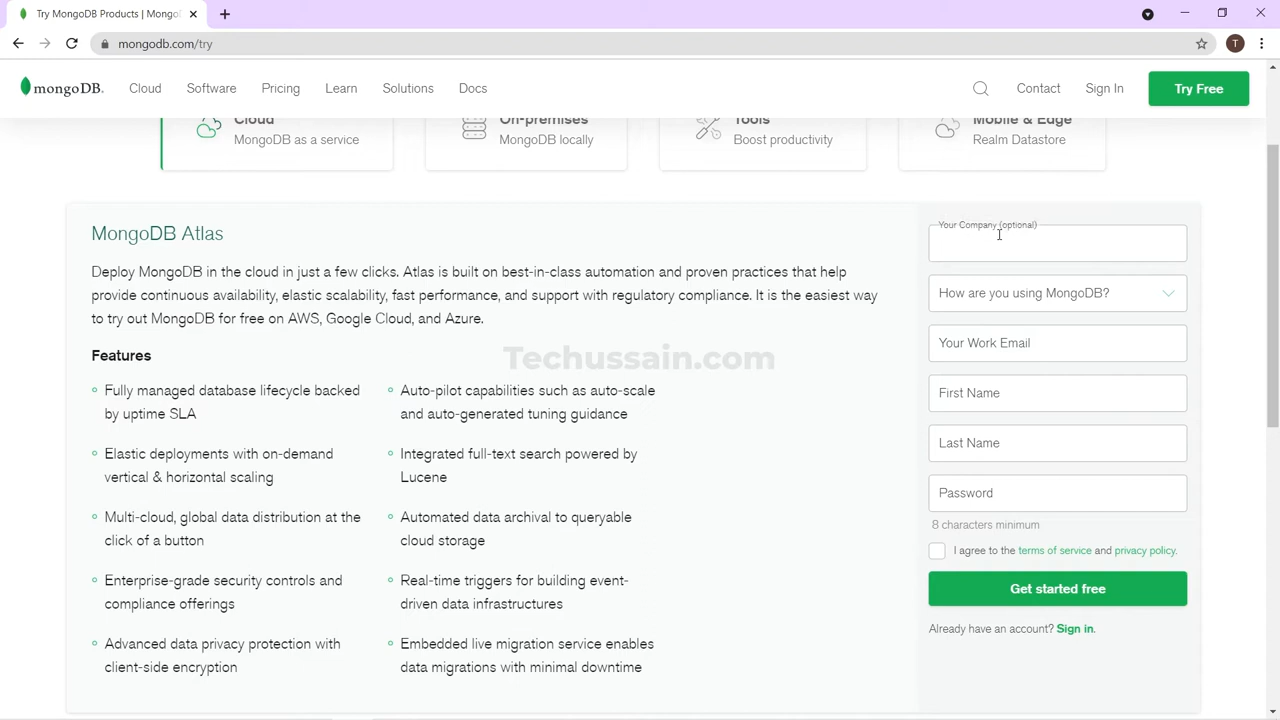 Try MongoDB Products | Mongo
mongodb.com/try
T
mongoDB. Cloud Software Pricing Learn Solutions Docs Contact Sign In Try Free
Cloud
MongoDB as a service
On-premises
MongoDB locally
Tools
Boost productivity
Mobile & Edge
Realm Datastore
MongoDB Atlas
Deploy MongoDB in the cloud in just a few clicks. Atlas is built on best-in-class automation and proven practices that help
provide continuous availability, elastic scalability, fast performance, and support with regulatory compliance. It is the easiest way
to try out MongoDB for free on AWS, Google Cloud, and Azure.
Techussain.com
Features
Fully managed database lifecycle backed
by uptime SLA
Elastic deployments with on-demand
vertical & horizontal scaling
Multi-cloud, global data distribution at the
click of a button
Enterprise-grade security controls and
compliance offerings
Advanced data privacy protection with
client-side encryption
Auto-pilot capabilities such as auto-scale
and auto-generated tuning guidance
Integrated full-text search powered by
Lucene
Automated data archival to queryable
cloud storage
Real-time triggers for building event-
driven data infrastructures
Embedded live migration service enables
data migrations with minimal downtime
Your Company (optional)
How are you using MongoDB?
Your Work Email
First Name
Last Name
Password
8 characters minimum
I agree to the terms of service and privacy policy.
Get started free
Already have an account? Sign in.